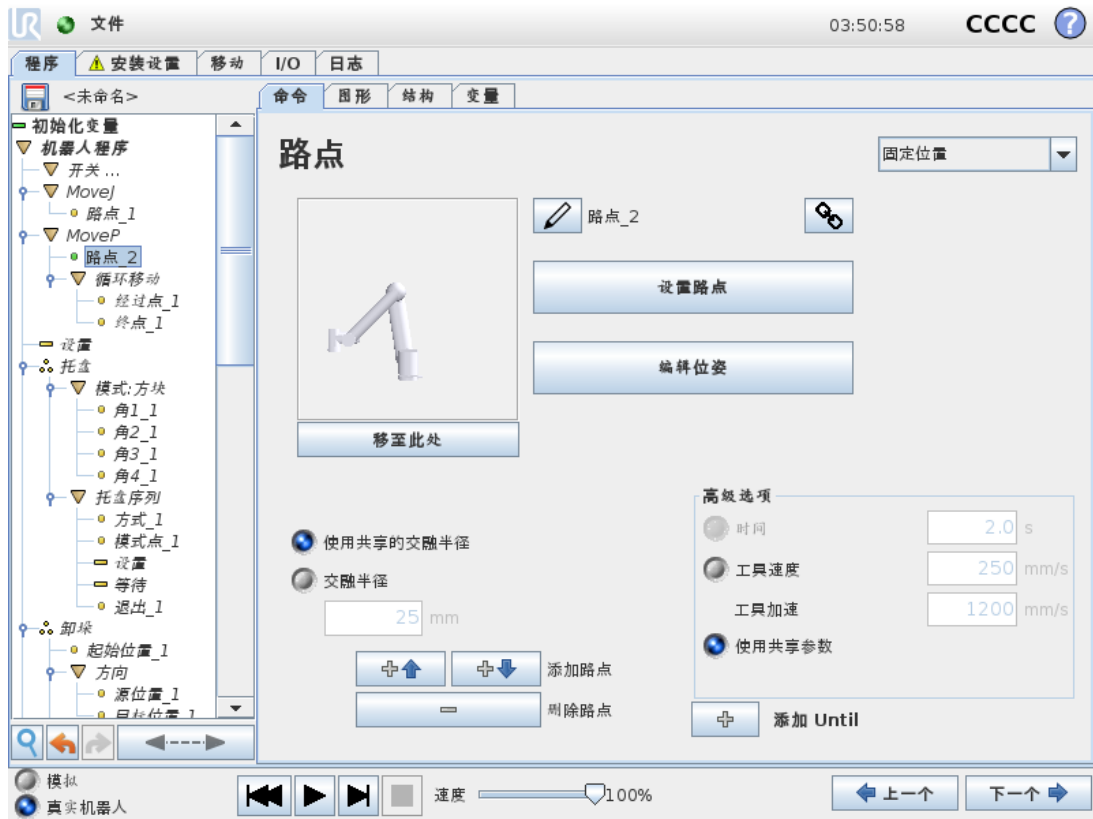 UR 文件 03:50:58 CCCC ?
程序 安装设置 移动 I/O 日志
<未命名> 命令 图形 结构 变量
初始化变量
机器人程序
开关 ...
MoveJ
路点_1
MoveP
路点_2
循环移动
经过点_1
终点_1
设置
托盘
模式:方块
角1_1
角2_1
角3_1
角4_1
托盘序列
方式_1
模式点_1
设置
等待
退出_1
卸垛
起始位置_1
方向
源位置_1
目标位置_1
路点
固定位置
路点_2
设置路点
编辑位姿
移至此处
使用共享的交融半径
交融半径
25 mm
添加路点
删除路点
高级选项
时间 2.0 s
工具速度 250 mm/s
工具加速 1200 mm/s
使用共享参数
添加 Until
模拟
真实机器人
速度 100%
上一个 下一个